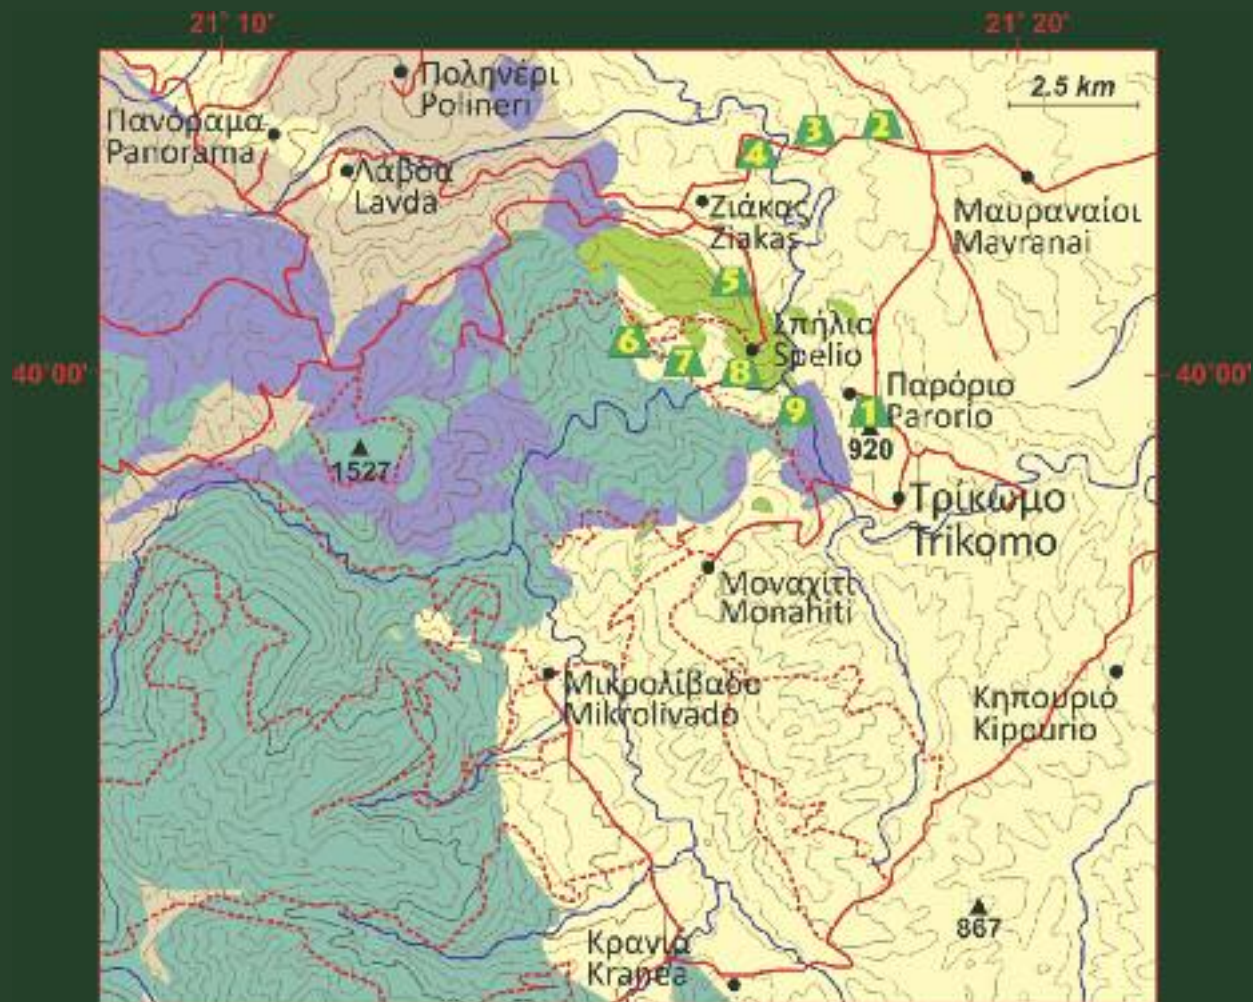 21° 10'
21° 20'
2.5 km
Πολυνέρι
Polineri
Πανόραμα
Panorama
3
2
4
Λάβδα
Lavda
Ζιάκας
Ziakas
Μαυραναίοι
Mavranai
5
Σπήλιο
Spelio
6
7
8
40°00'
40°00'
Παρόριο
Parorio
9
1
920
1527
Τρίκωμο
Trikomo
Μοναχίτι
Monahiti
Μικρολίβαδο
Mikrolivado
Κηπουριό
Kipourio
867
Κρανιά
Kranea